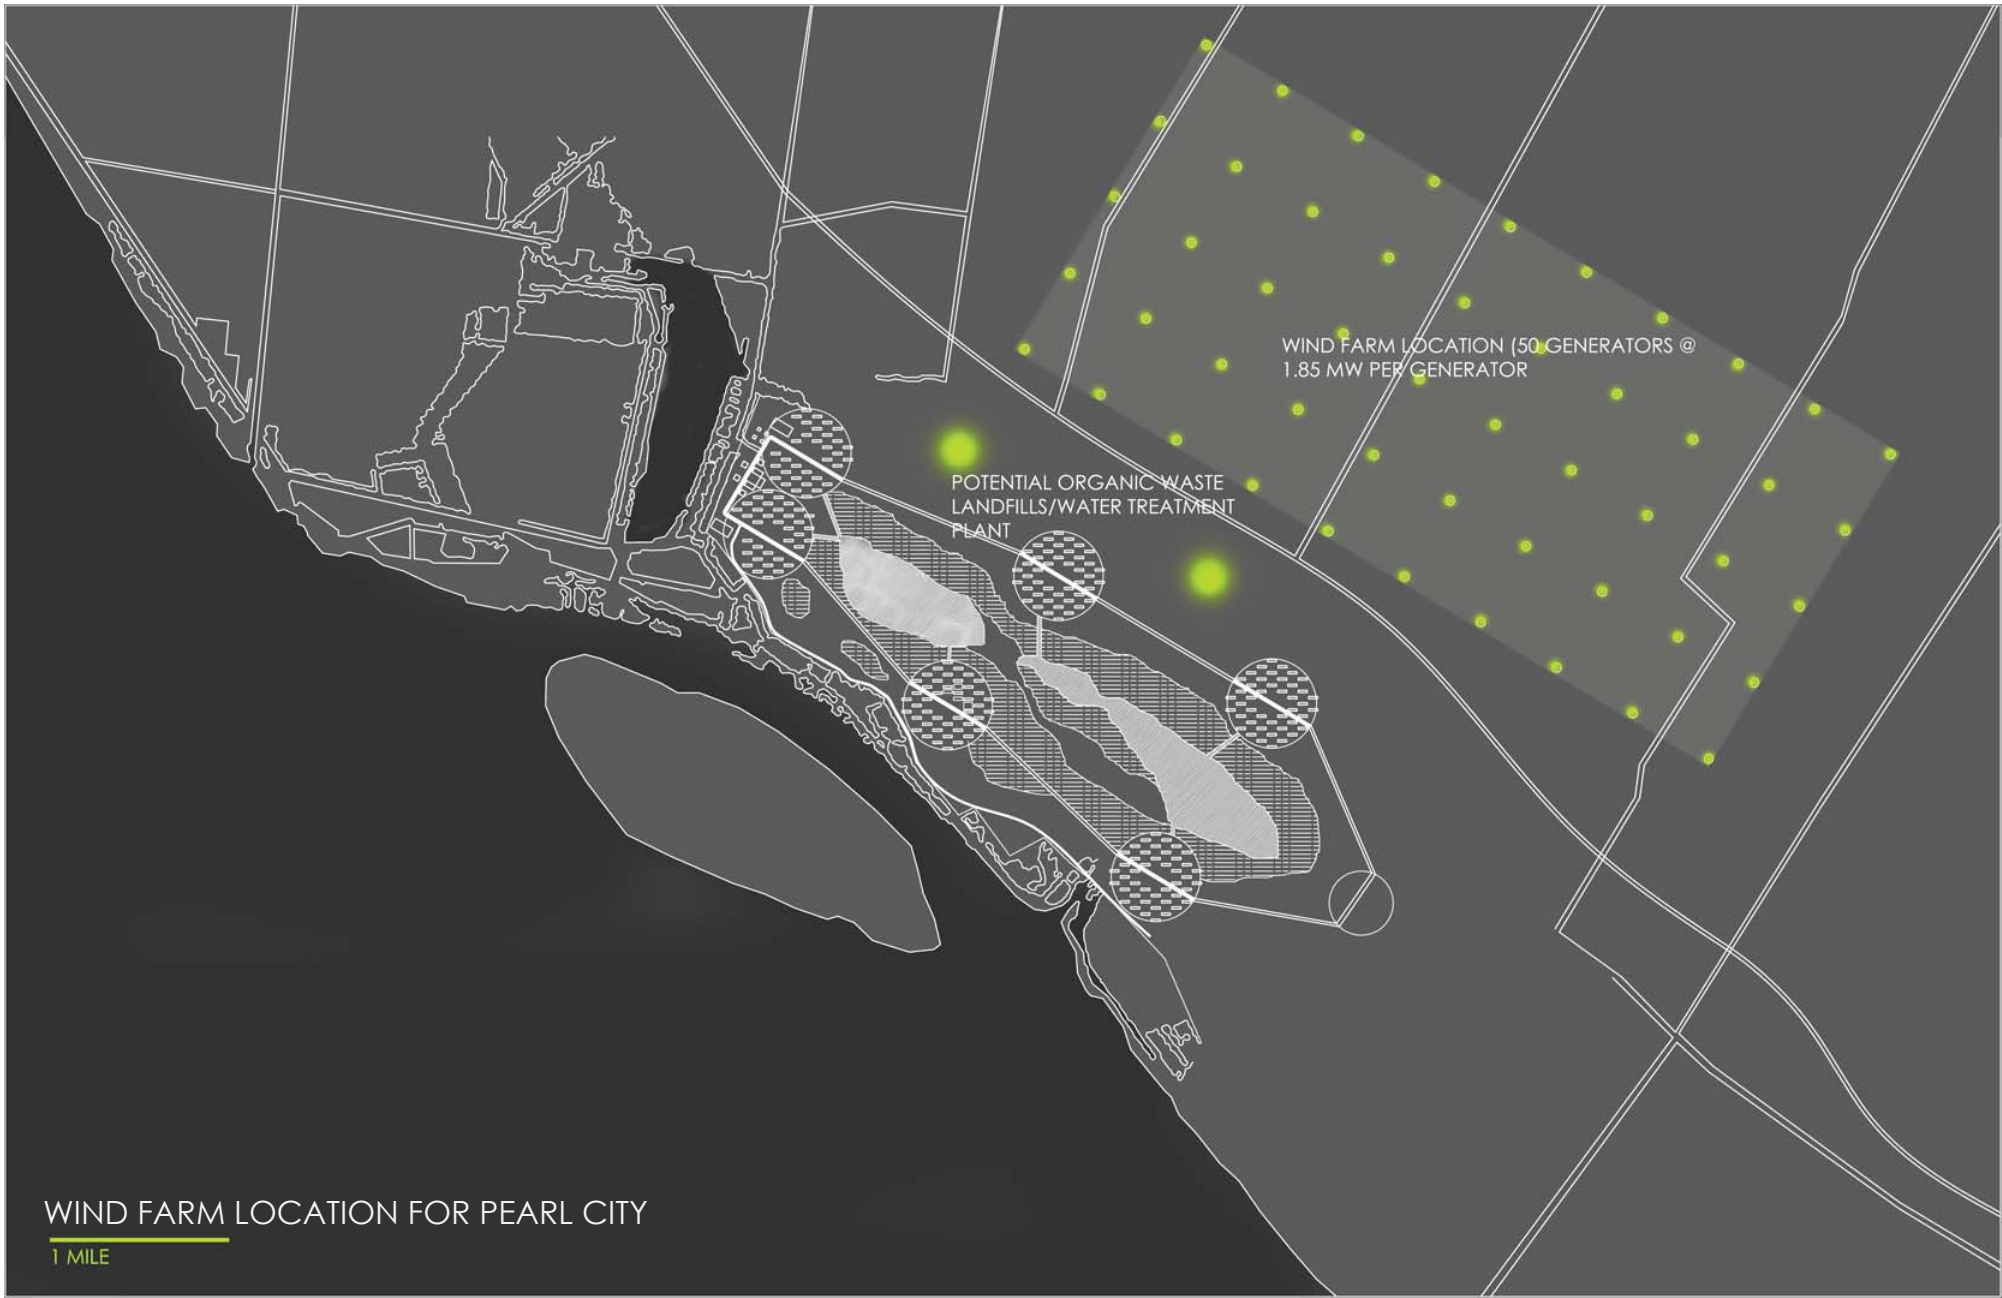 WIND FARM LOCATION (50 GENERATORS @
1.85 MW PER GENERATOR
POTENTIAL ORGANIC WASTE
LANDFILLS/WATER TREATMENT
PLANT
WIND FARM LOCATION FOR PEARL CITY
1 MILE